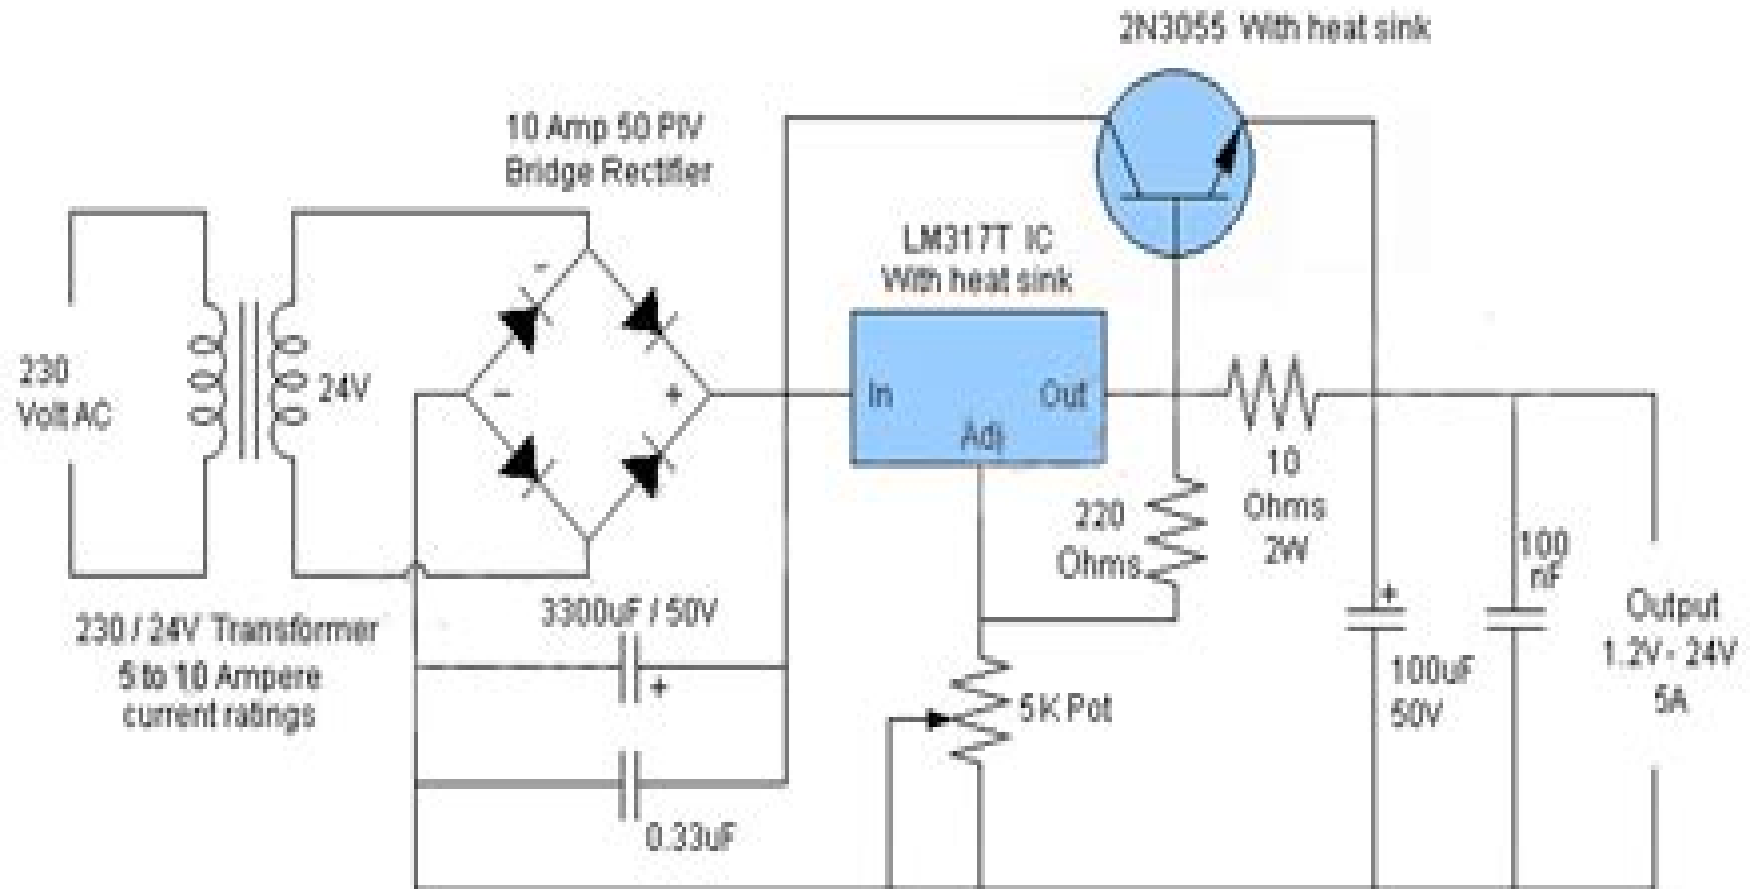 2N3055 With heat sink
10 Amp 50 PIV
Bridge Rectifier
LM317T IC
With heat sink
-
230
Volt AC
24V
-
+
In
Out
Adj
10
Ohms
2W
220
Ohms
100
nF
+
Output
1.2V - 24V
5A
230 / 24V Transformer
5 to 10 Ampere
current ratings
3300uF / 50V
+
5K Pot
100uF
50V
0.33uF